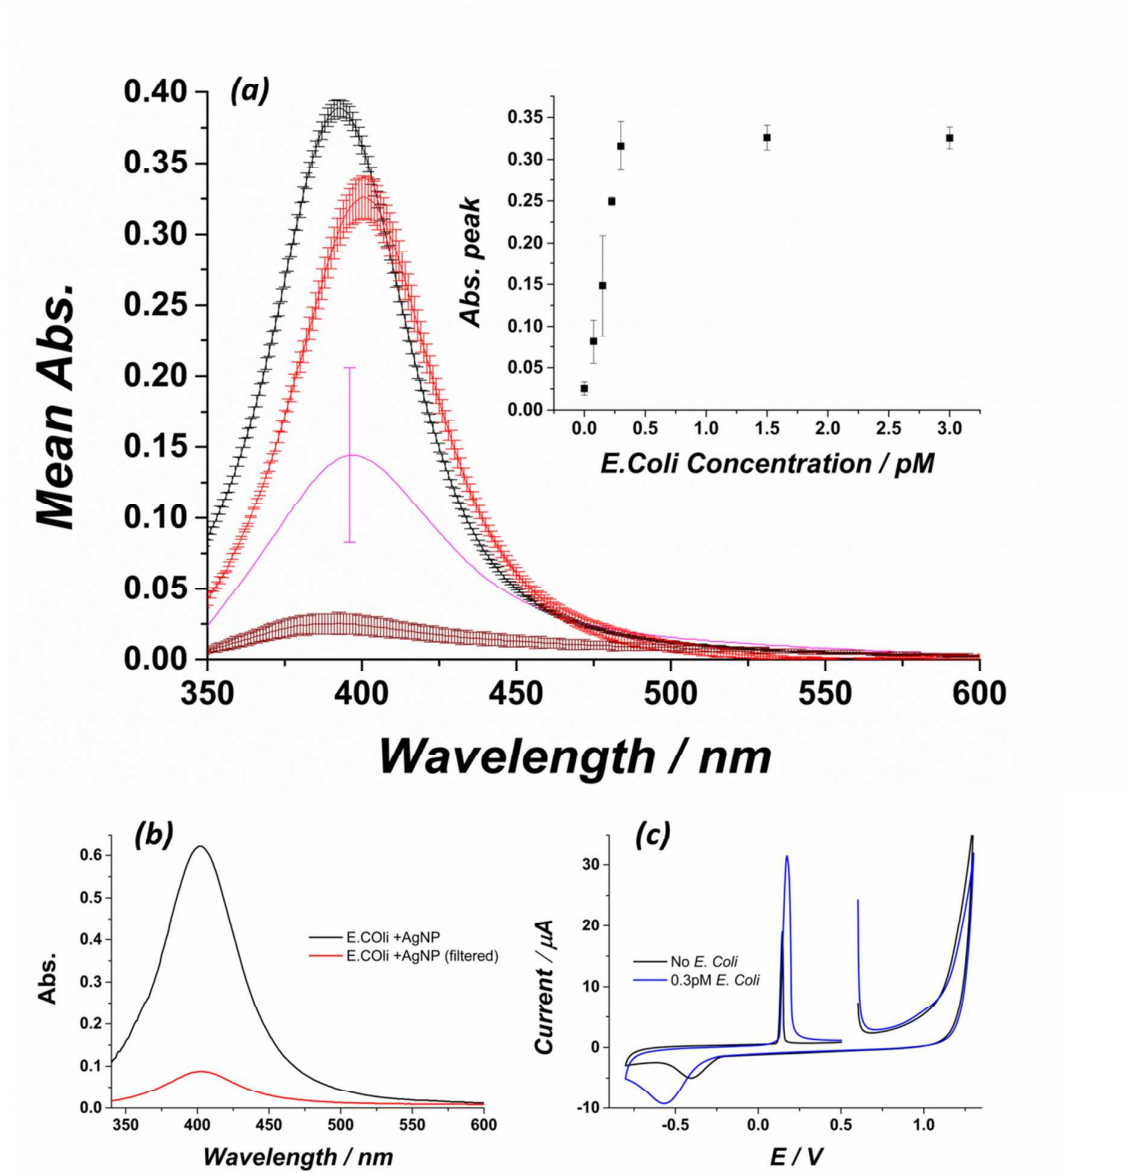 (a)
0.40
0.35
0.30
0.25
0.20
0.15
0.10
0.05
0.00
Mean Abs.
350 400 450 500 550 600
Wavelength / nm
0.35
0.30
0.25
0.20
0.15
0.10
0.05
0.00
Abs. peak
0.0 0.5 1.0 1.5 2.0 2.5 3.0
E.Coli Concentration / pM
(b)
0.6
0.5
0.4
0.3
0.2
0.1
0.0
Abs.
E.COli +AgNP
E.COli +AgNP (filtered)
350 400 450 500 550 600
Wavelength / nm
(c)
30
20
10
0
-10
Current / µA
No E. Coli
0.3pM E. Coli
-0.5 0.0 0.5 1.0
E / V